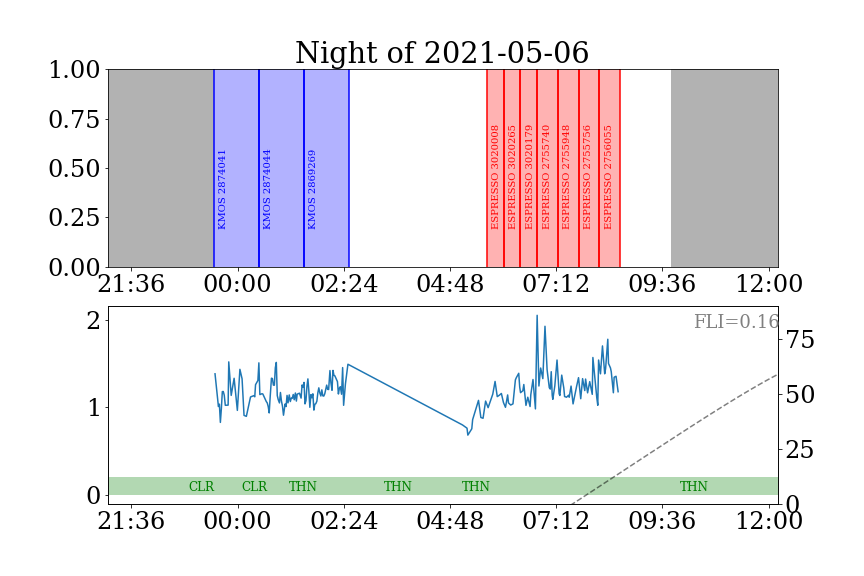 Night of 2021-05-06
1.00
0.75
0.50
0.25
0.00
KMOS 2874041
KMOS 2874044
KMOS 2869269
ESPRESSO 3020008
ESPRESSO 3020265
ESPRESSO 3020179
ESPRESSO 2755740
ESPRESSO 2755948
ESPRESSO 2755756
ESPRESSO 2756055
21:36 00:00 02:24 04:48 07:12 09:36 12:00
2
1
0
FLI=0.16
75
50
25
0
CLR CLR THN THN THN THN
21:36 00:00 02:24 04:48 07:12 09:36 12:00